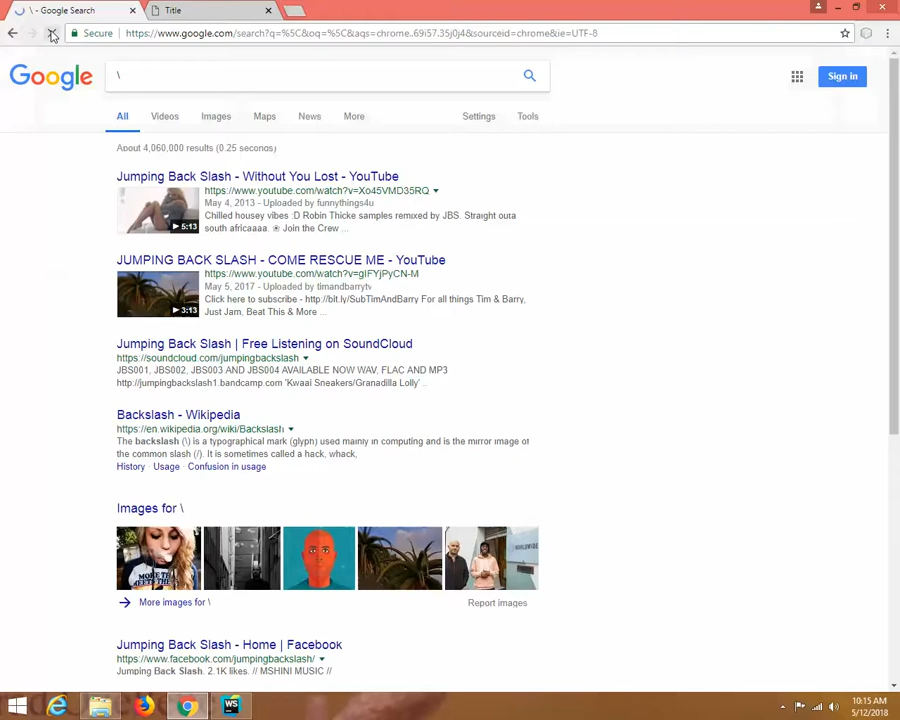 \ - Google Search
Title
Secure https://www.google.com/search?q=%5C&oq=%5C&aqs=chrome..69i57.35j0j4&sourceid=chrome&ie=UTF-8
Google
\
Sign in
All Videos Images Maps News More Settings Tools
About 4,060,000 results (0.25 seconds)
Jumping Back Slash - Without You Lost - YouTube
https://www.youtube.com/watch?v=Xo45VMD35RQ
May 4, 2013 - Uploaded by funnythings4u
Chilled housey vibes :D Robin Thicke samples remixed by JBS. Straight outa
south africaaaa. ☀ Join the Crew ...
5:13
JUMPING BACK SLASH - COME RESCUE ME - YouTube
https://www.youtube.com/watch?v=gIFYjPyCN-M
May 5, 2017 - Uploaded by timandbarrytv
Click here to subscribe - http://bit.ly/SubTimAndBarry For all things Tim & Barry,
Just Jam, Beat This & More ...
3:13
Jumping Back Slash | Free Listening on SoundCloud
https://soundcloud.com/jumpingbackslash
JBS001, JBS002, JBS003 AND JBS004 AVAILABLE NOW WAV, FLAC AND MP3
http://jumpingbackslash1.bandcamp.com 'Kwaai Sneakers/Granadilla Lolly' ..
Backslash - Wikipedia
https://en.wikipedia.org/wiki/Backslash
The backslash (\) is a typographical mark (glyph) used mainly in computing and is the mirror image of
the common slash (/). It is sometimes called a hack, whack,
History · Usage · Confusion in usage
Images for \
MORE THE
More images for \
Report images
Jumping Back Slash - Home | Facebook
https://www.facebook.com/jumpingbackslash/
Jumping Back Slash. 2.1K likes. // MSHINI MUSIC //
WS
10:15 AM
5/12/2018